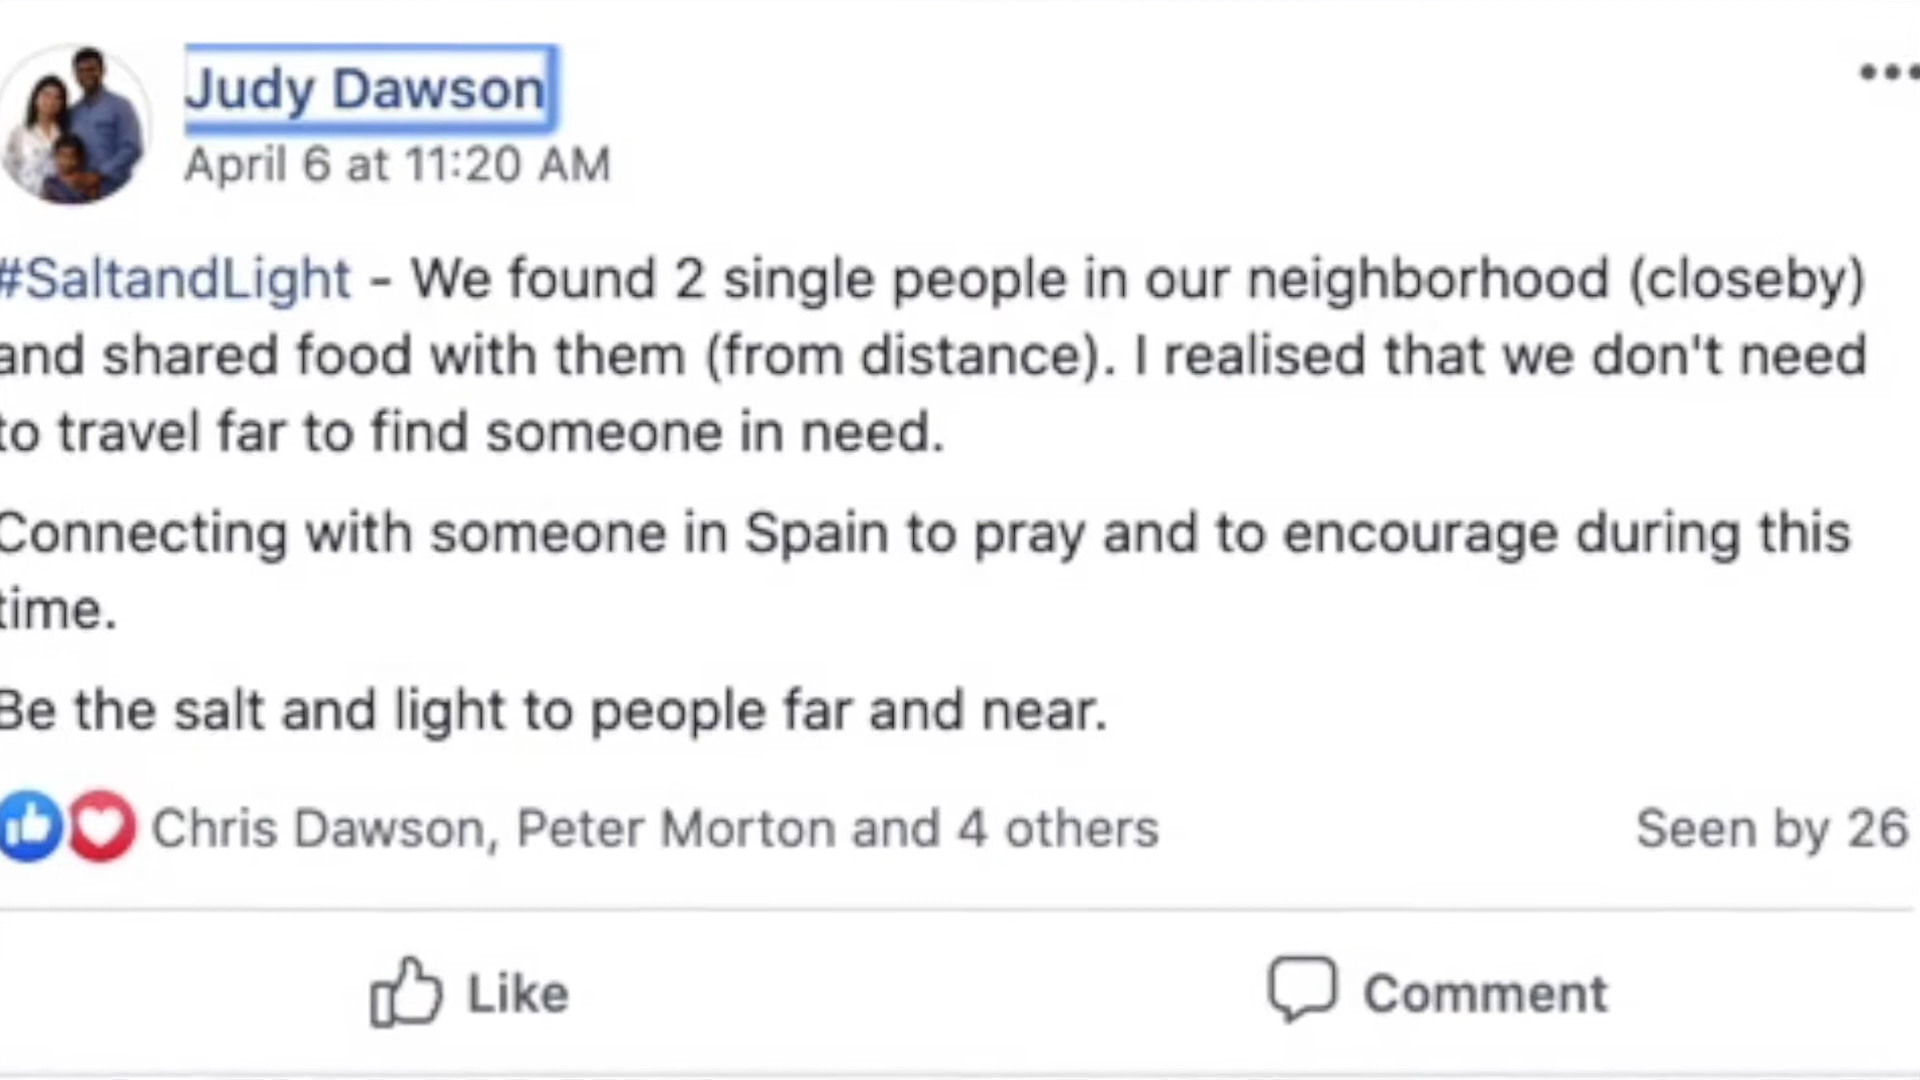 Judy Dawson
April 6 at 11:20 AM
#SaltandLight - We found 2 single people in our neighborhood (closeby)
and shared food with them (from distance). I realised that we don't need
to travel far to find someone in need.
Connecting with someone in Spain to pray and to encourage during this
time.
Be the salt and light to people far and near.
Chris Dawson, Peter Morton and 4 others
Seen by 26
Like
Comment